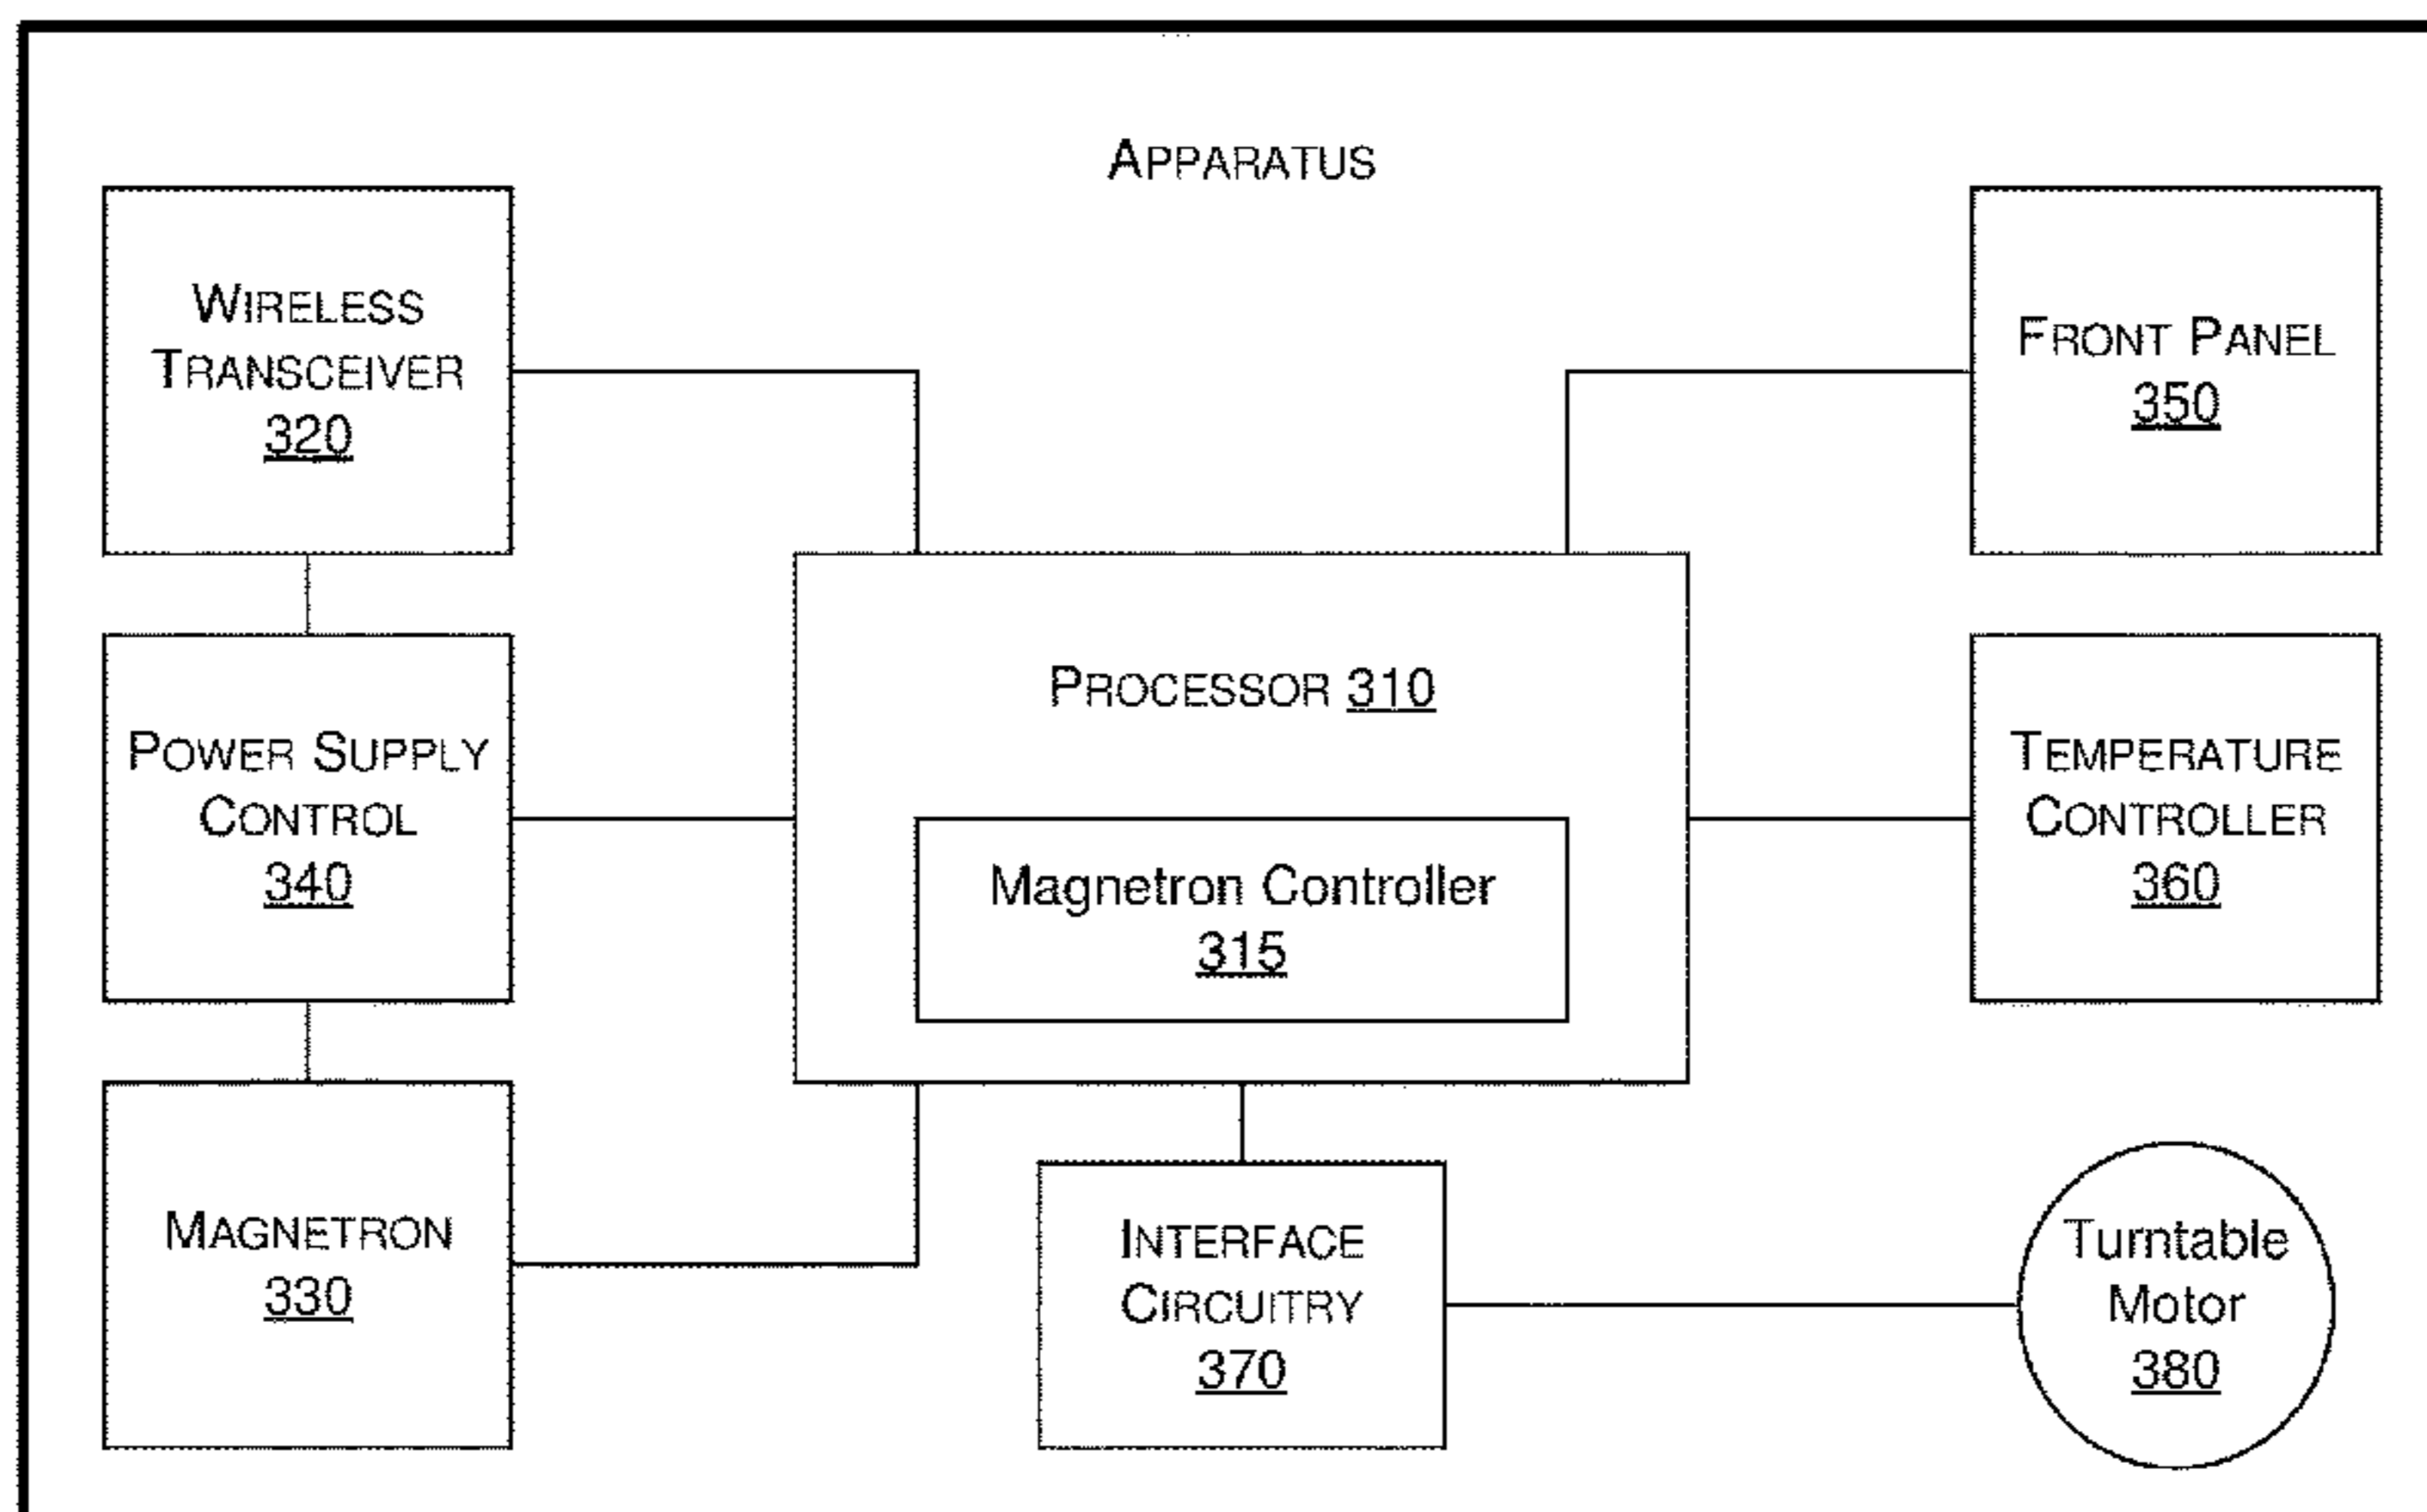 APPARATUS
WIRELESS
TRANSCEIVER
320
FRONT PANEL
350
POWER SUPPLY
CONTROL
340
PROCESSOR 310
Magnetron Controller
315
TEMPERATURE
CONTROLLER
360
MAGNETRON
330
INTERFACE
CIRCUITRY
370
Turntable
Motor
380